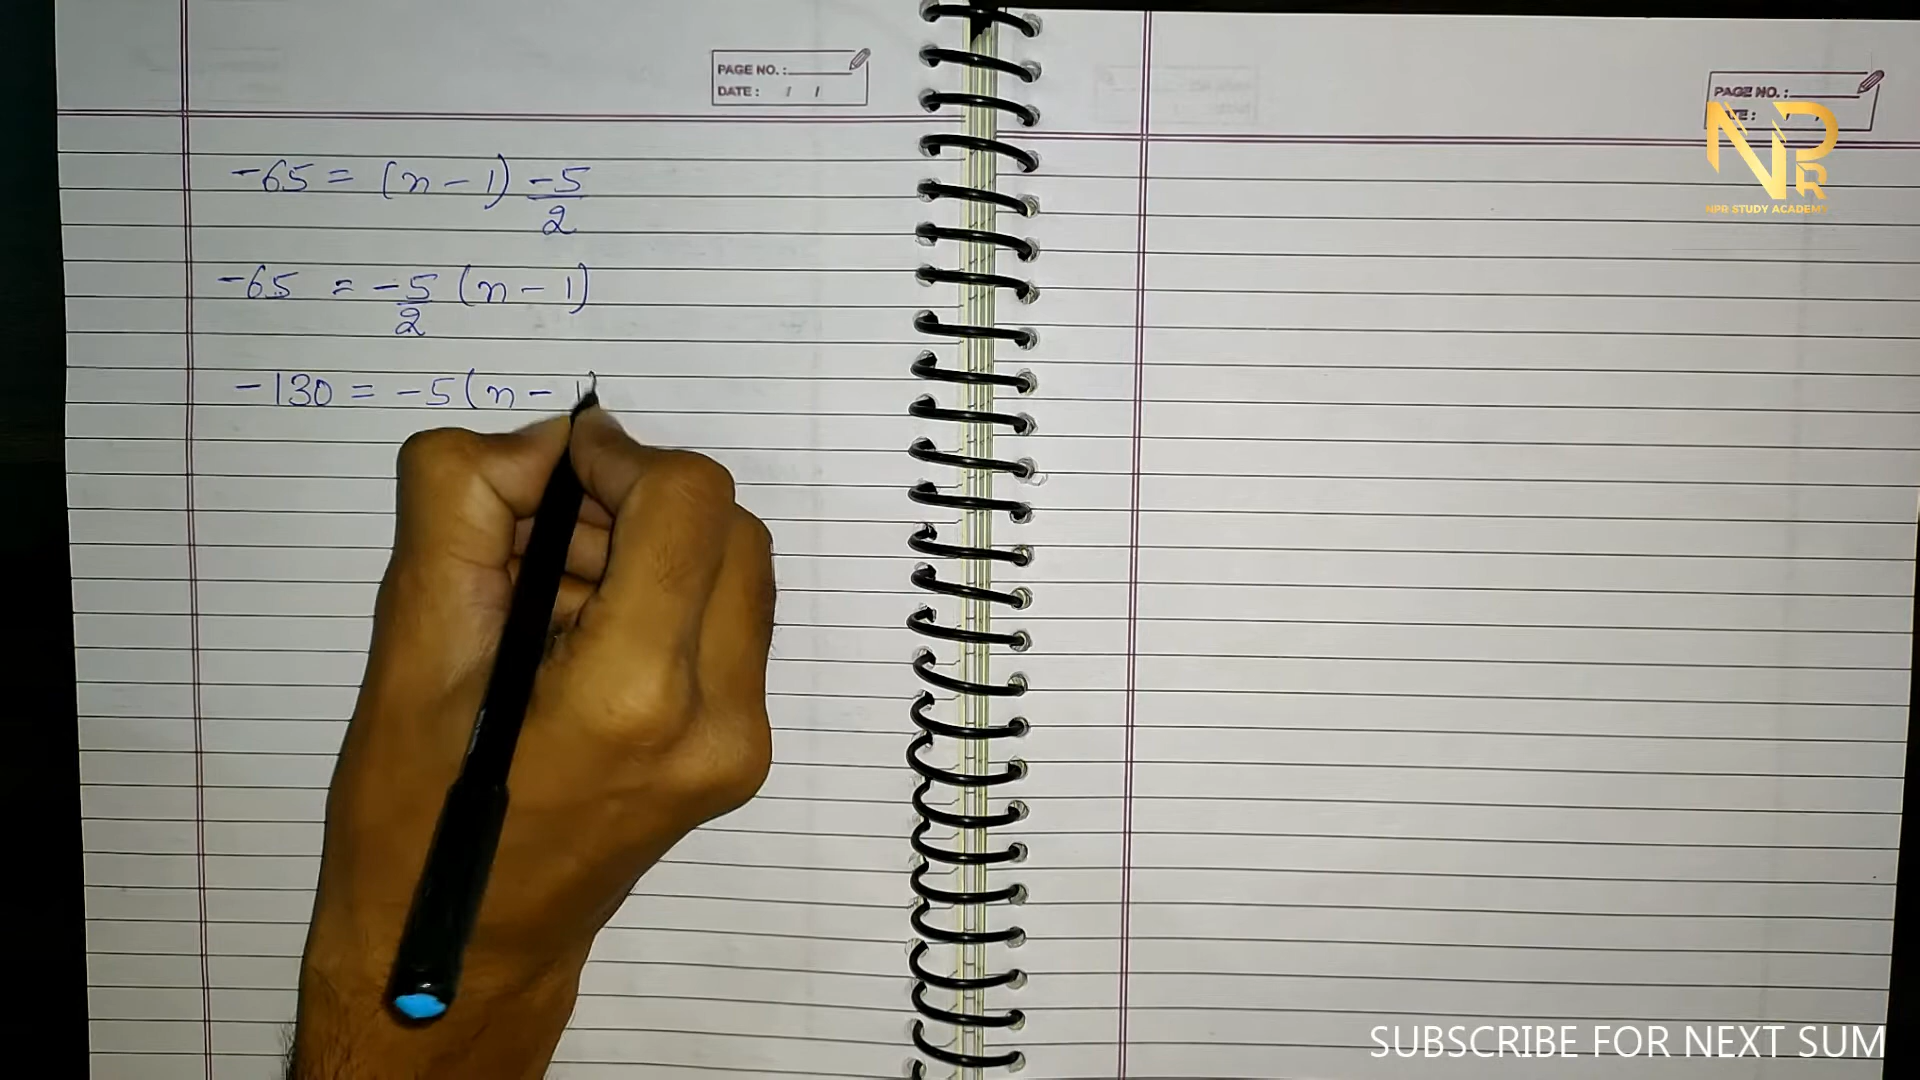 PAGE NO. :
DATE : / /
PAGE NO. :
NPR
NPR STUDY ACADEMY
-65 = (n - 1) -5/2
-65 = -5/2 (n - 1)
-130 = -5(n - 1)
SUBSCRIBE FOR NEXT SUM